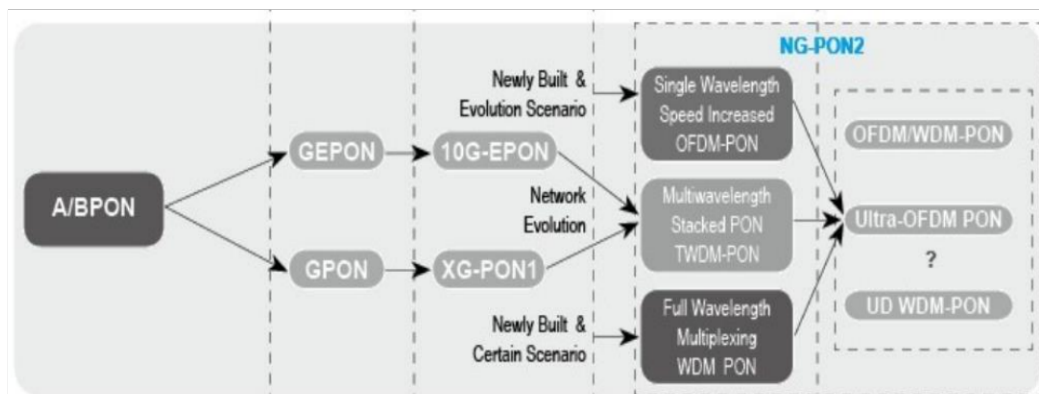 NG-PON2
Newly Built &
Evolution Scenario
Single Wavelength
Speed Increased
OFDM-PON
OFDM/WDM-PON
GEPON
10G-EPON
A/BPON
Network
Evolution
Multiwavelength
Stacked PON
TWDM-PON
Ultra-OFDM PON
?
GPON
XG-PON1
UD WDM-PON
Newly Built &
Certain Scenario
Full Wavelength
Multiplexing
WDM PON